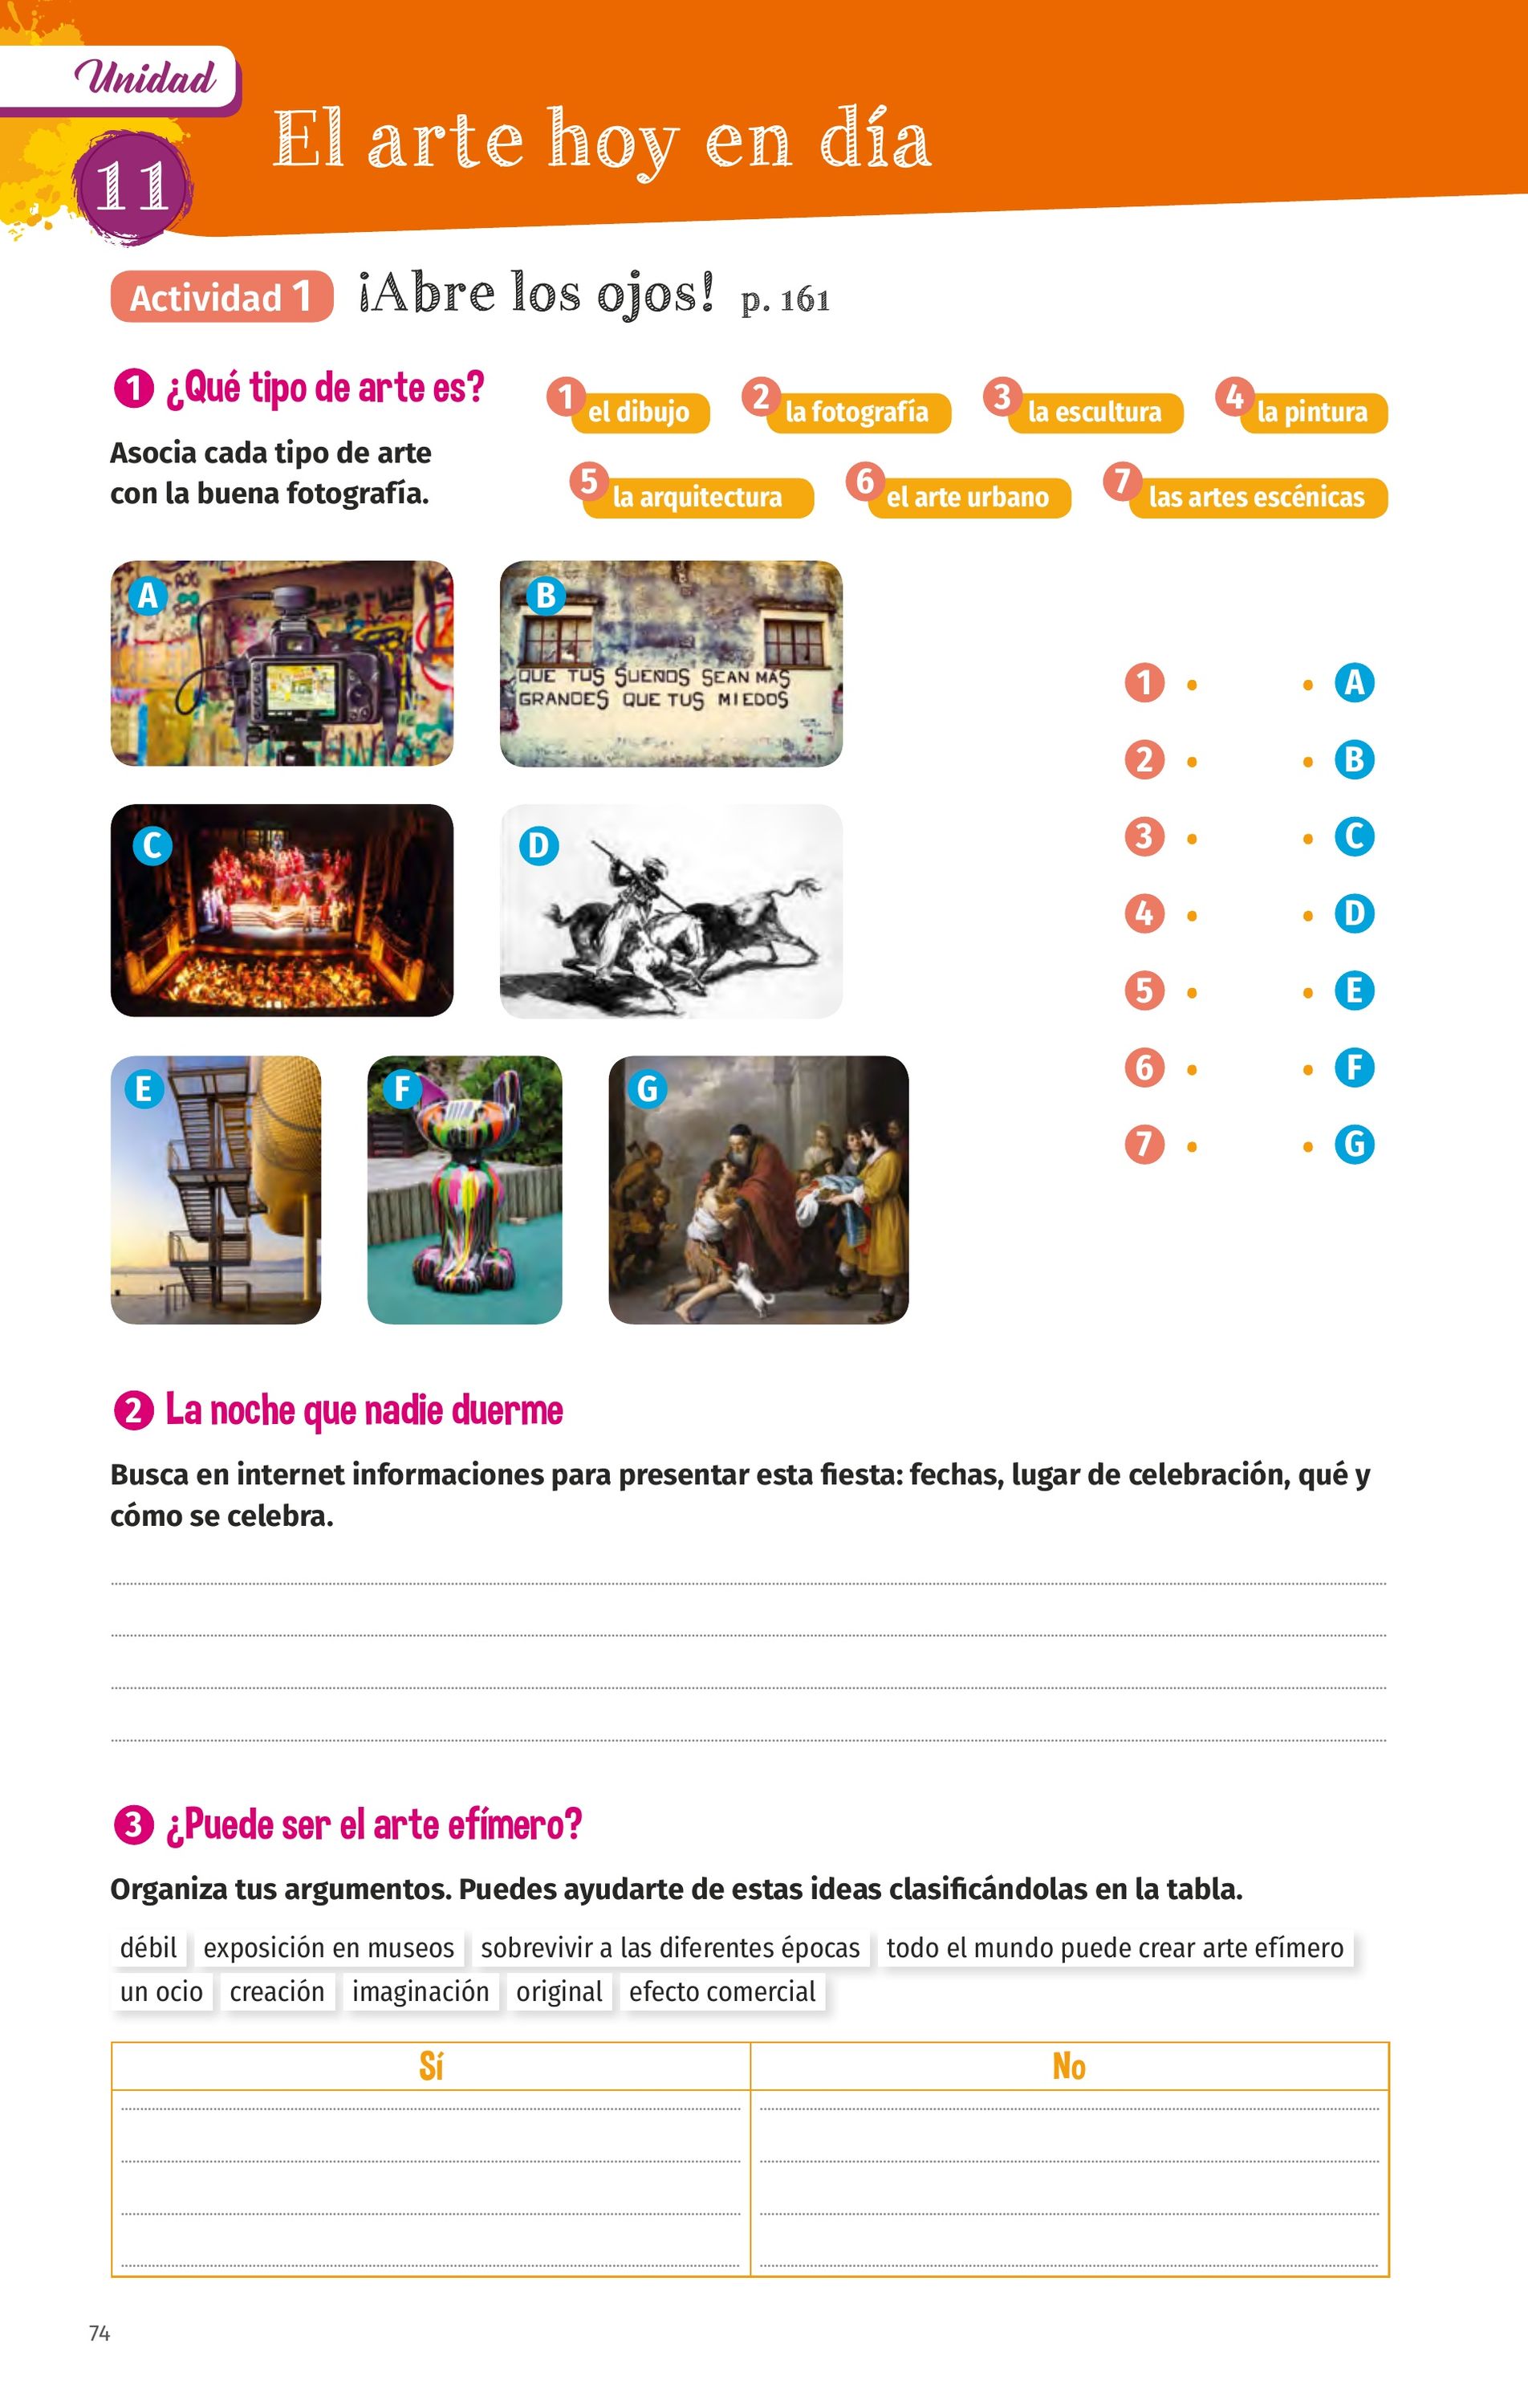 Unidad
11
El arte hoy en día
Actividad 1 ¡Abre los ojos! p. 161
1 ¿Qué tipo de arte es?
Asocia cada tipo de arte
con la buena fotografía.
1 el dibujo
2 la fotografía
3 la escultura
4 la pintura
5 la arquitectura
6 el arte urbano
7 las artes escénicas
A
B
QUE TUS SUENOS SEAN MAS
GRANDES QUE TUS MIEDOS
C
D
E
F
G
1 • • A
2 • • B
3 • • C
4 • • D
5 • • E
6 • • F
7 • • G
2 La noche que nadie duerme
Busca en internet informaciones para presentar esta fiesta: fechas, lugar de celebración, qué y
cómo se celebra.
3 ¿Puede ser el arte efímero?
Organiza tus argumentos. Puedes ayudarte de estas ideas clasificándolas en la tabla.
débil exposición en museos sobrevivir a las diferentes épocas todo el mundo puede crear arte efímero
un ocio creación imaginación original efecto comercial
Sí No
74